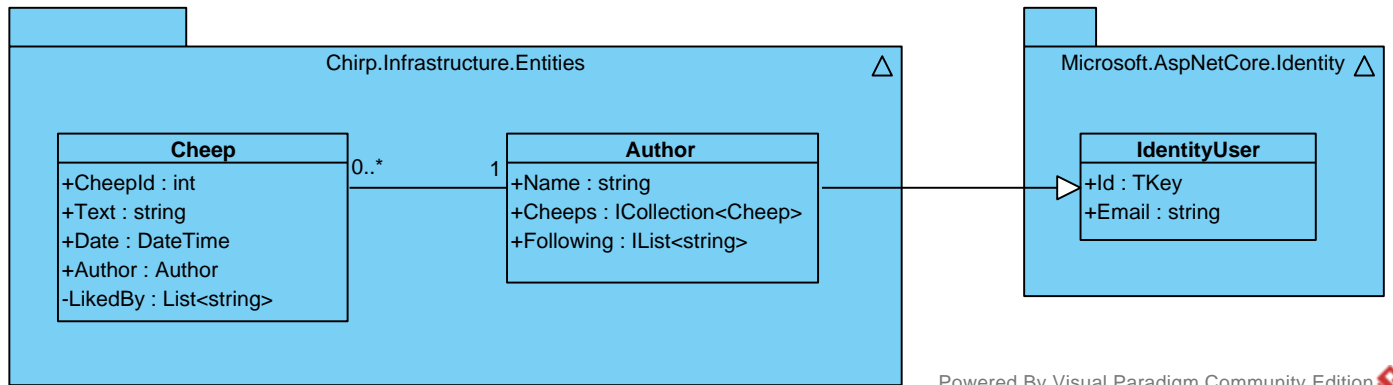 Chirp.Infrastructure.Entities
Cheep
+CheepId : int
+Text : string
+Date : DateTime
+Author : Author
-LikedBy : List<string>
0..*
1
Author
+Name : string
+Cheeps : ICollection<Cheep>
+Following : IList<string>
Microsoft.AspNetCore.Identity
IdentityUser
+Id : TKey
+Email : string
Powered By Visual Paradigm Community Edition